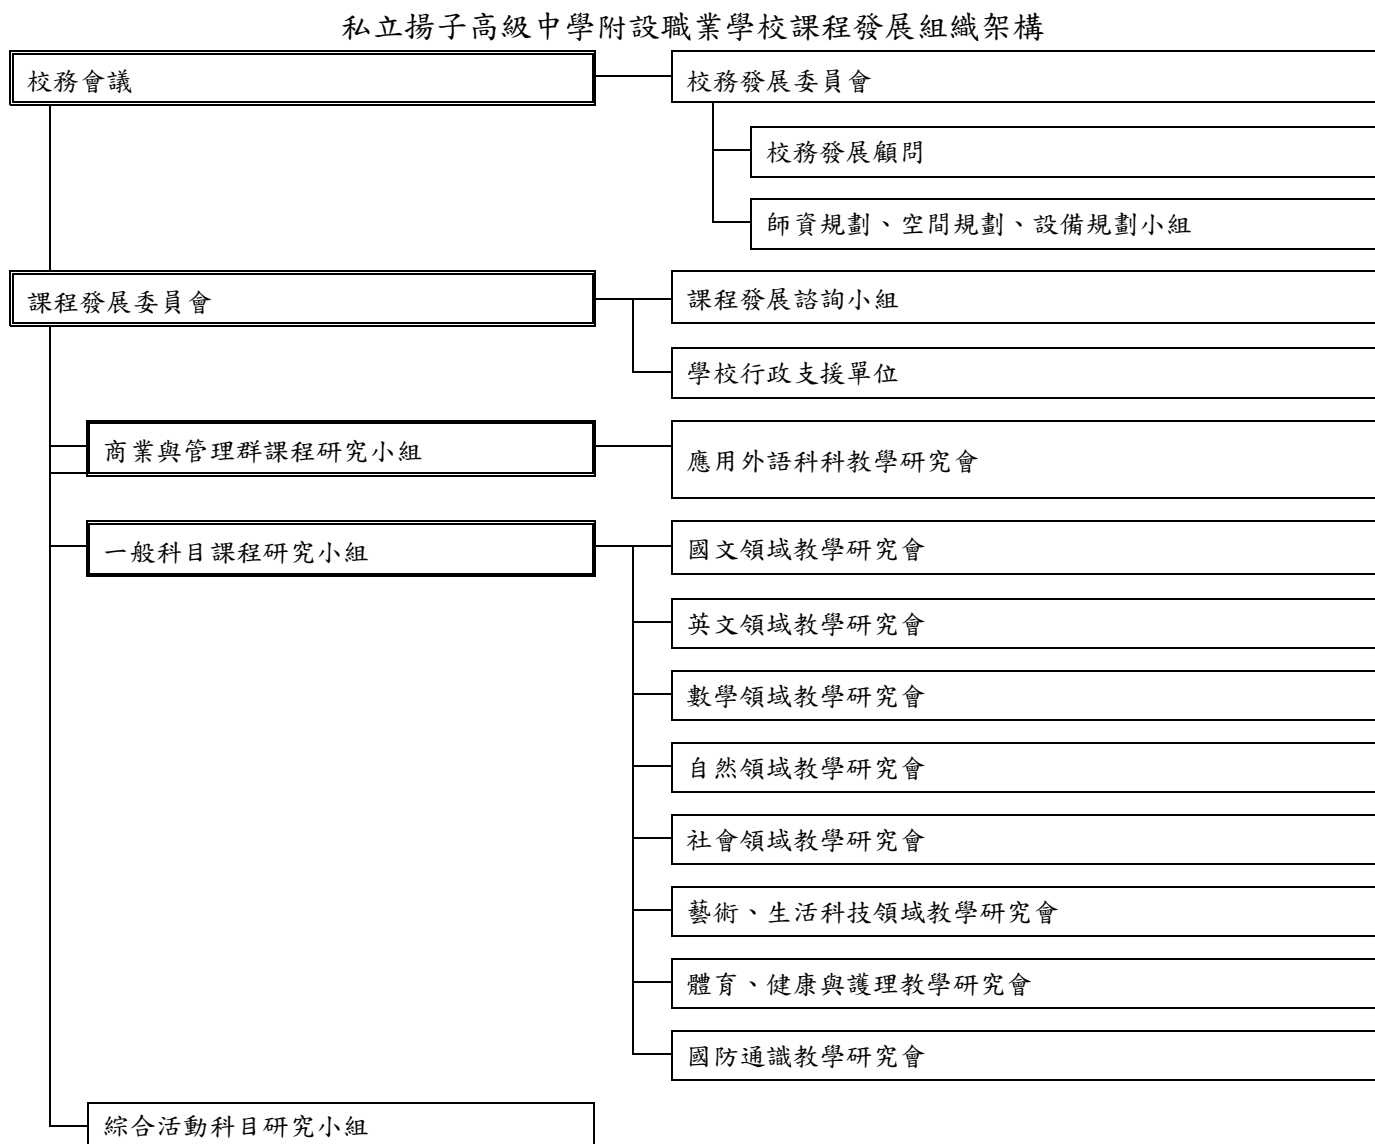 私立揚子高級中學附設職業學校課程發展組織架構
校務會議
校務發展委員會
校務發展顧問
師資規劃、空間規劃、設備規劃小組
課程發展委員會
課程發展諮詢小組
學校行政支援單位
商業與管理群課程研究小組
應用外語科科教學研究會
一般科目課程研究小組
國文領域教學研究會
英文領域教學研究會
數學領域教學研究會
自然領域教學研究會
社會領域教學研究會
藝術、生活科技領域教學研究會
體育、健康與護理教學研究會
國防通識教學研究會
綜合活動科目研究小組